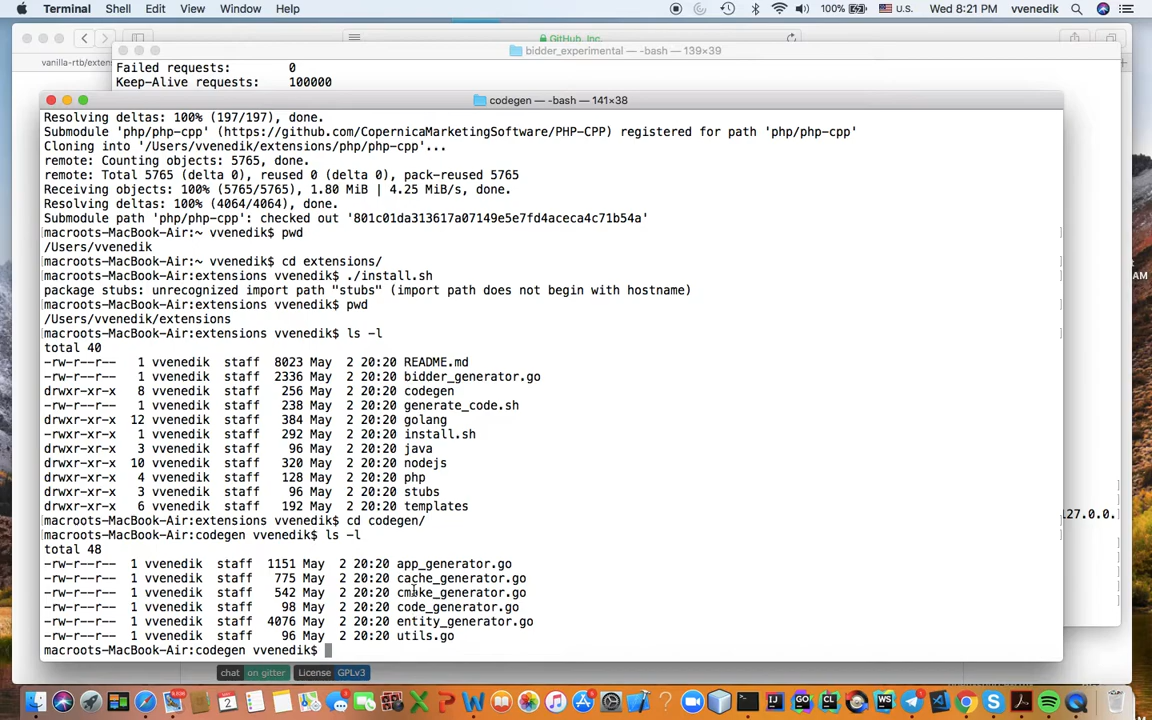 Terminal Shell Edit View Window Help 100% U.S. Wed 8:21 PM vvenedik
GitHub, Inc.
bidder_experimental — -bash — 139×39
vanilla-rtb/exten
Failed requests: 0
Keep-Alive requests: 100000
codegen — -bash — 141×38
Resolving deltas: 100% (197/197), done.
Submodule 'php/php-cpp' (https://github.com/CopernicaMarketingSoftware/PHP-CPP) registered for path 'php/php-cpp'
Cloning into '/Users/vvenedik/extensions/php/php-cpp'...
remote: Counting objects: 5765, done.
remote: Total 5765 (delta 0), reused 0 (delta 0), pack-reused 5765
Receiving objects: 100% (5765/5765), 1.80 MiB | 4.25 MiB/s, done.
Resolving deltas: 100% (4064/4064), done.
Submodule path 'php/php-cpp': checked out '801c01da313617a07149e5e7fd4aceca4c71b54a'
macroots-MacBook-Air:~ vvenedik$ pwd
/Users/vvenedik
macroots-MacBook-Air:~ vvenedik$ cd extensions/
macroots-MacBook-Air:extensions vvenedik$ ./install.sh
package stubs: unrecognized import path "stubs" (import path does not begin with hostname)
macroots-MacBook-Air:extensions vvenedik$ pwd
/Users/vvenedik/extensions
macroots-MacBook-Air:extensions vvenedik$ ls -l
total 40
-rw-r--r-- 1 vvenedik staff 8023 May 2 20:20 README.md
-rw-r--r-- 1 vvenedik staff 2336 May 2 20:20 bidder_generator.go
drwxr-xr-x 8 vvenedik staff 256 May 2 20:20 codegen
-rw-r--r-- 1 vvenedik staff 238 May 2 20:20 generate_code.sh
drwxr-xr-x 12 vvenedik staff 384 May 2 20:20 golang
-rwxr-xr-x 1 vvenedik staff 292 May 2 20:20 install.sh
drwxr-xr-x 3 vvenedik staff 96 May 2 20:20 java
drwxr-xr-x 10 vvenedik staff 320 May 2 20:20 nodejs
drwxr-xr-x 4 vvenedik staff 128 May 2 20:20 php
drwxr-xr-x 3 vvenedik staff 96 May 2 20:20 stubs
drwxr-xr-x 6 vvenedik staff 192 May 2 20:20 templates
macroots-MacBook-Air:extensions vvenedik$ cd codegen/
macroots-MacBook-Air:codegen vvenedik$ ls -l
total 48
-rw-r--r-- 1 vvenedik staff 1151 May 2 20:20 app_generator.go
-rw-r--r-- 1 vvenedik staff 775 May 2 20:20 cache_generator.go
-rw-r--r-- 1 vvenedik staff 542 May 2 20:20 cmake_generator.go
-rw-r--r-- 1 vvenedik staff 98 May 2 20:20 code_generator.go
-rw-r--r-- 1 vvenedik staff 4076 May 2 20:20 entity_generator.go
-rw-r--r-- 1 vvenedik staff 96 May 2 20:20 utils.go
macroots-MacBook-Air:codegen vvenedik$
AM
127.0.0.
chat on gitter License GPLv3